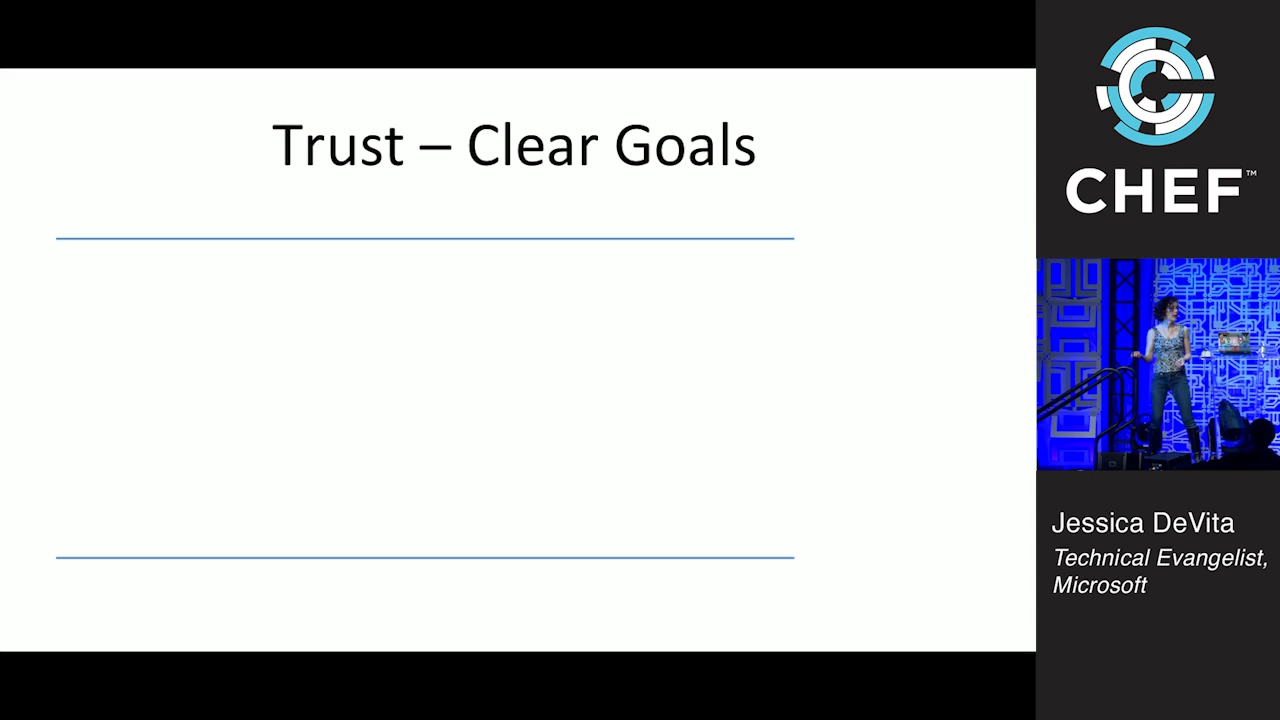 Trust – Clear Goals
CHEF™
Jessica DeVita
Technical Evangelist,
Microsoft